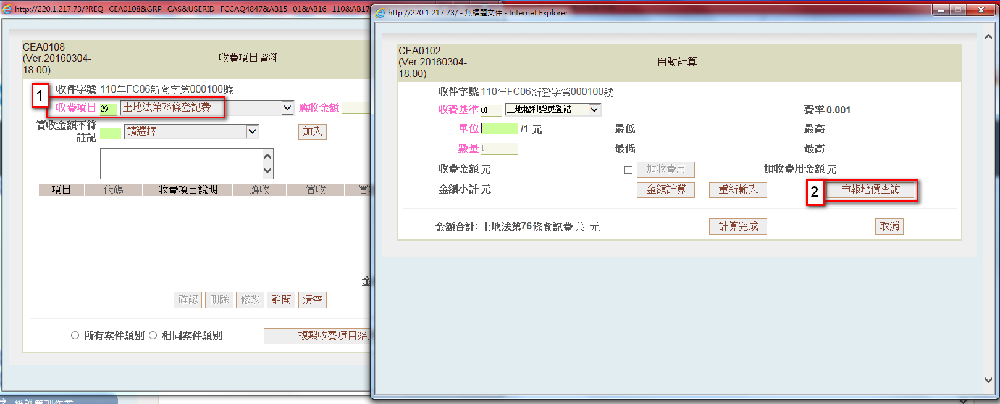 http://220.1.217.73/?REQ=CEA0108&GRP=CAS&USERID=FCCAQ4847&AB15=01&AB16=110&AB17
CEA0108
(Ver.20160304-
18:00)
收費項目資料
收件字號 110年FC06新登字第000100號
1
收費項目 29 土地法第76條登記費 應收金額
實收金額不符
註記 請選擇 加入
項目 代碼 收費項目說明 應收 實收
金
確認 刪除 修改 離開 清空
所有案件類別 相同案件類別 複製收費項目給
維護管理作業
http://220.1.217.73/ - 無標題文件 - Internet Explorer
CEA0102
(Ver.20160304-
18:00)
自動計算
收件字號 110年FC06新登字第000100號
收費基準 01 土地權利變更登記 費率 0.001
單位 /1 元 最低 最高
數量 1 最低 最高
收費金額 元 加收費用 加收費用金額 元
金額小計 元 金額計算 重新輸入 2 申報地價查詢
金額合計: 土地法第76條登記費 共 元 計算完成 取消